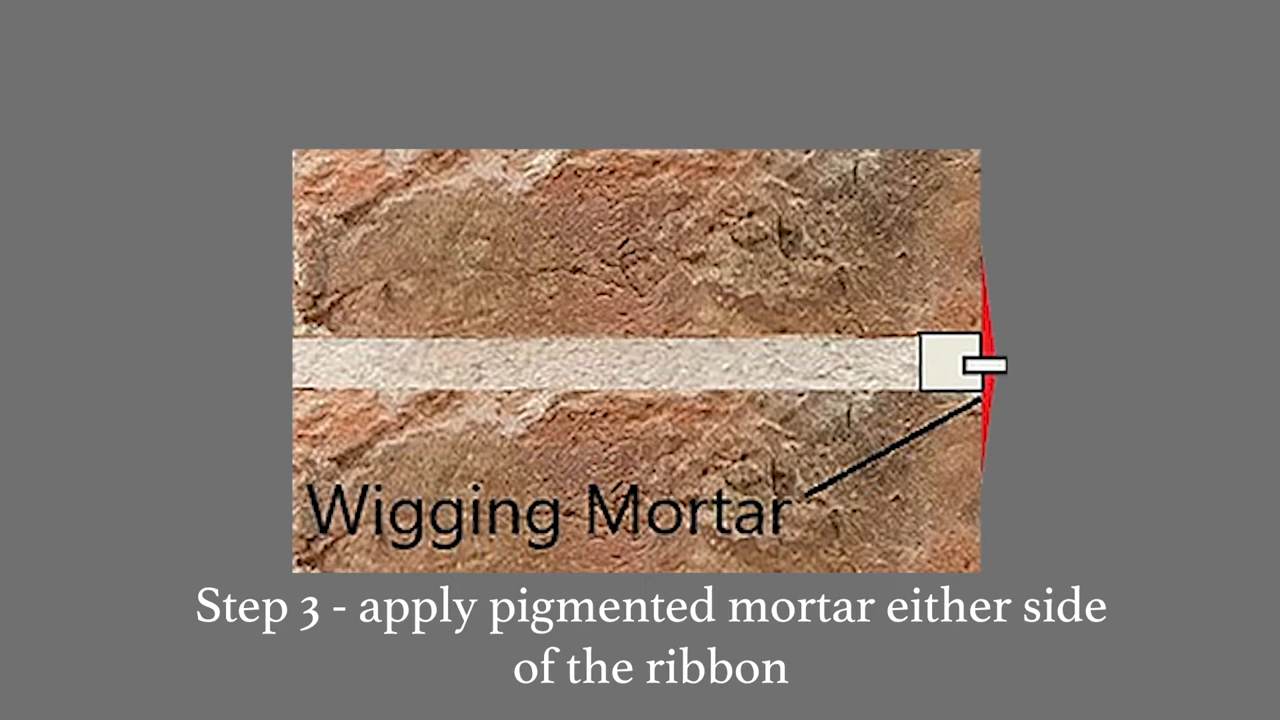 Wigging Mortar
Step 3 - apply pigmented mortar either side
of the ribbon